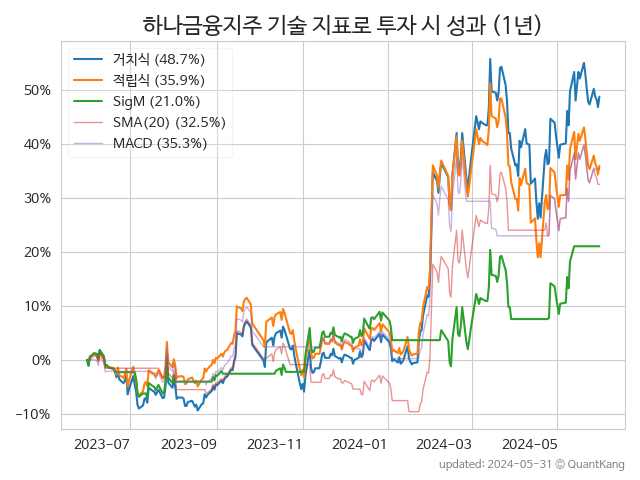 하나금융지주 기술 지표로 투자 시 성과 (1년)
거치식 (48.7%)
적립식 (35.9%)
SigM (21.0%)
SMA(20) (32.5%)
MACD (35.3%)
50%
40%
30%
20%
10%
0%
−10%
2023-07
2023-09
2023-11
2024-01
2024-03
2024-05
updated: 2024-05-31 © QuantKang